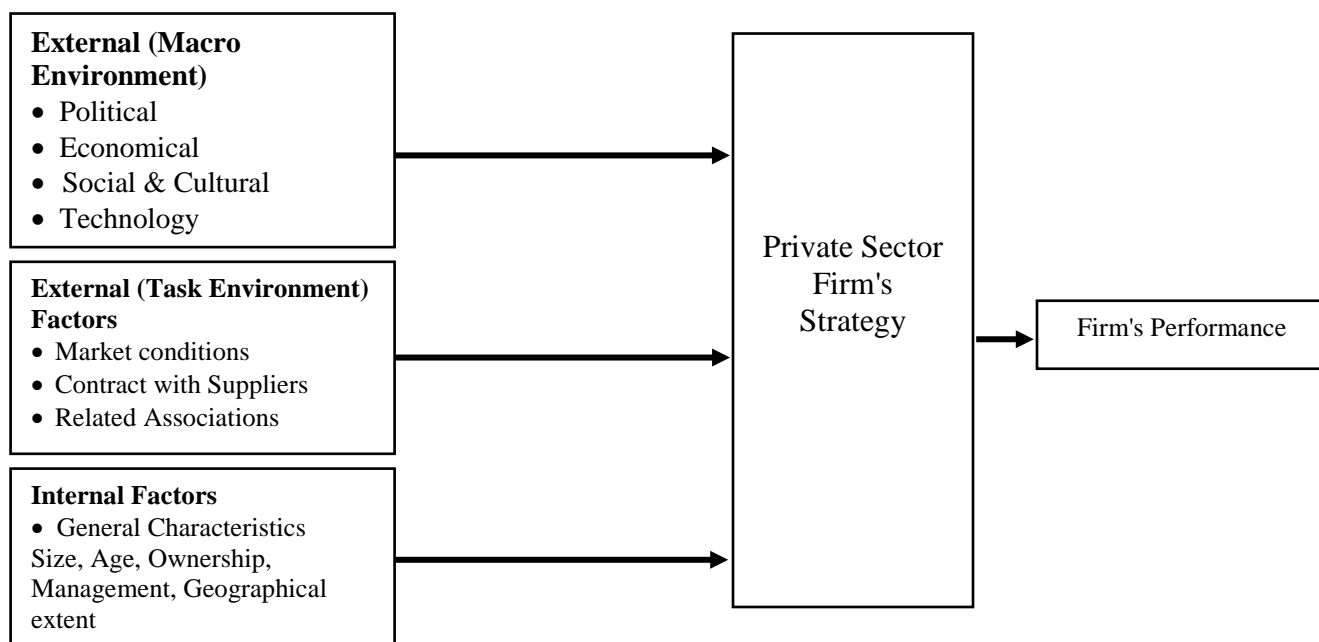 External (Macro
Environment)
• Political
• Economical
• Social & Cultural
• Technology
External (Task Environment)
Factors
• Market conditions
• Contract with Suppliers
• Related Associations
Internal Factors
• General Characteristics
Size, Age, Ownership,
Management, Geographical
extent
Private Sector
Firm's
Strategy
Firm's Performance